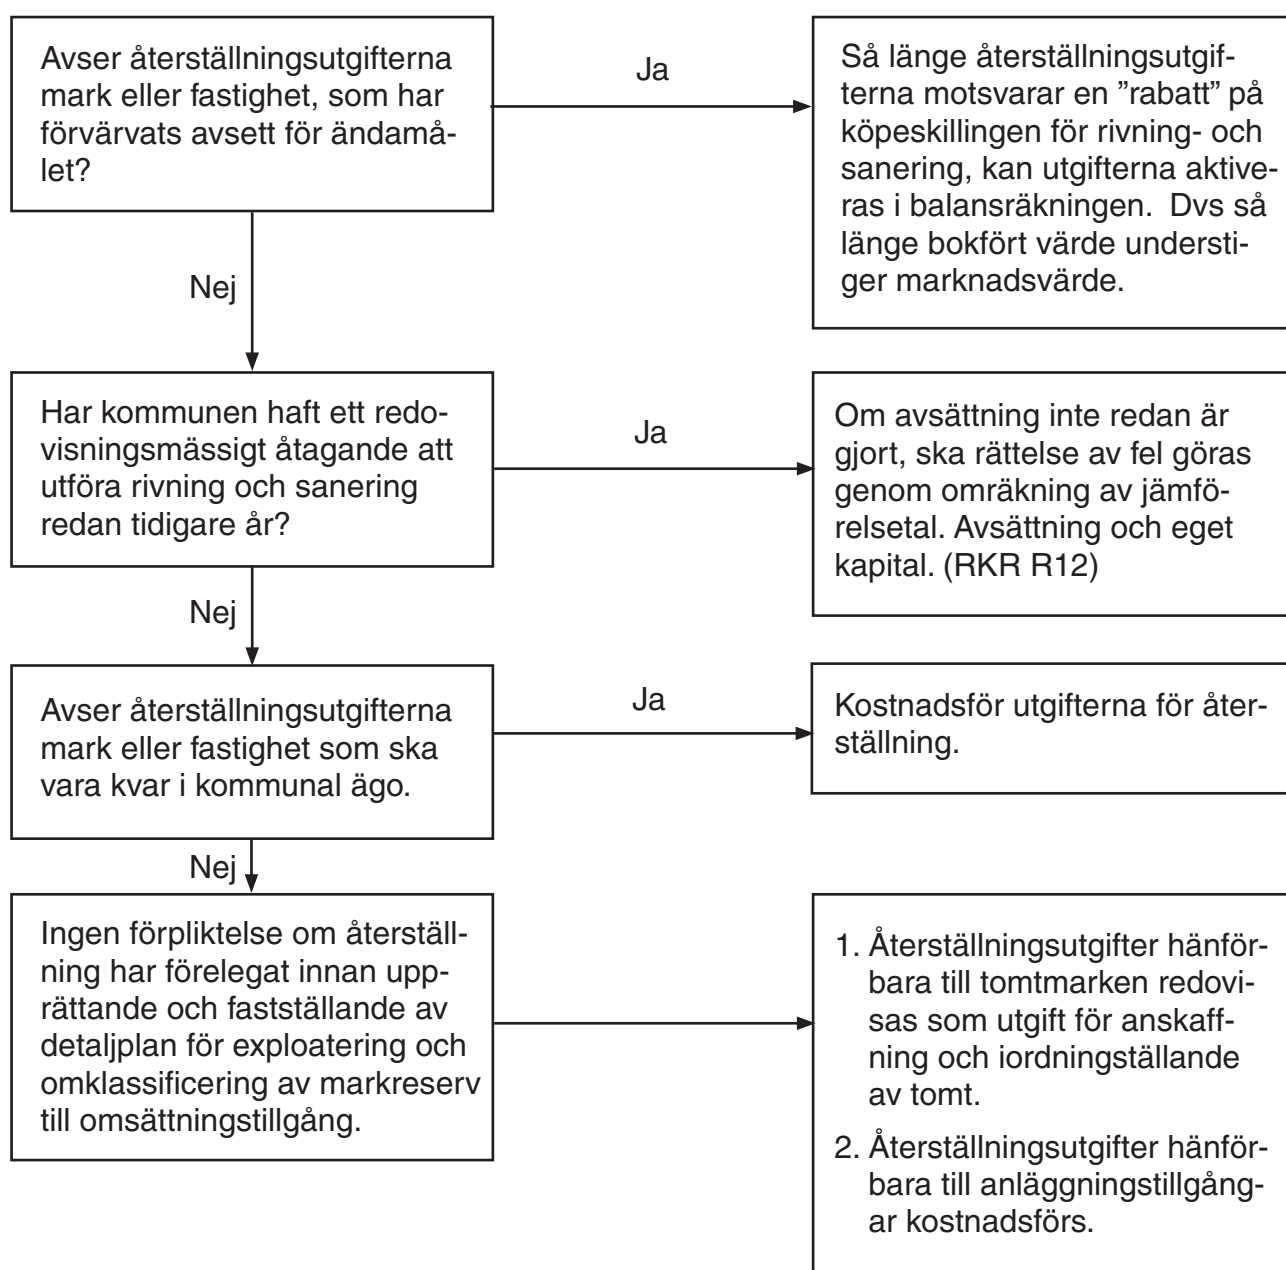 Avser återställningsutgifterna
mark eller fastighet, som har
förvärvats avsett för ändamå-
let?
Ja
Så länge återställningsutgif-
terna motsvarar en ”rabatt” på
köpeskillingen för rivning- och
sanering, kan utgifterna aktive-
ras i balansräkningen.  Dvs så
länge bokfört värde understi-
ger marknadsvärde.
Nej
Har kommunen haft ett redo-
visningsmässigt åtagande att
utföra rivning och sanering
redan tidigare år?
Ja
Om avsättning inte redan är
gjort, ska rättelse av fel göras
genom omräkning av jämfö-
relsetal. Avsättning och eget
kapital. (RKR R12)
Nej
Avser återställningsutgifterna
mark eller fastighet som ska
vara kvar i kommunal ägo.
Ja
Kostnadsför utgifterna för åter-
ställning.
Nej
Ingen förpliktelse om återställ-
ning har förelegat innan upp-
rättande och fastställande av
detaljplan för exploatering och
omklassificering av markreserv
till omsättningstillgång.
1. Återställningsutgifter hänför-
bara till tomtmarken redovi-
sas som utgift för anskaff-
ning och iordningställande
av tomt.
2. Återställningsutgifter hänför-
bara till anläggningstillgång-
ar kostnadsförs.